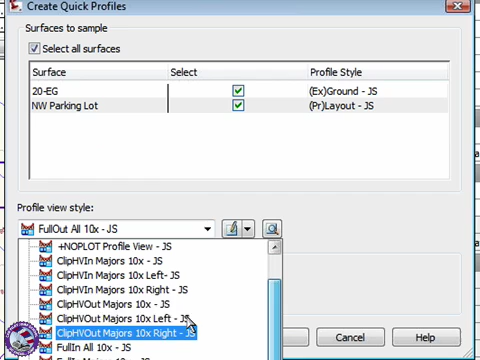 Create Quick Profiles
Surfaces to sample
Select all surfaces
Surface Select Profile Style
20-EG (Ex)Ground - JS
NW Parking Lot (Pr)Layout - JS
Profile view style:
FullOut All 10x - JS
+NOPLOT Profile View - JS
ClipHVIn Majors 10x - JS
ClipHVIn Majors 10x Left- JS
ClipHVIn Majors 10x Right - JS
ClipHVOut Majors 10x - JS
ClipHVOut Majors 10x Left - JS
ClipHVOut Majors 10x Right - JS
FullIn All 10x - JS
Cancel Help